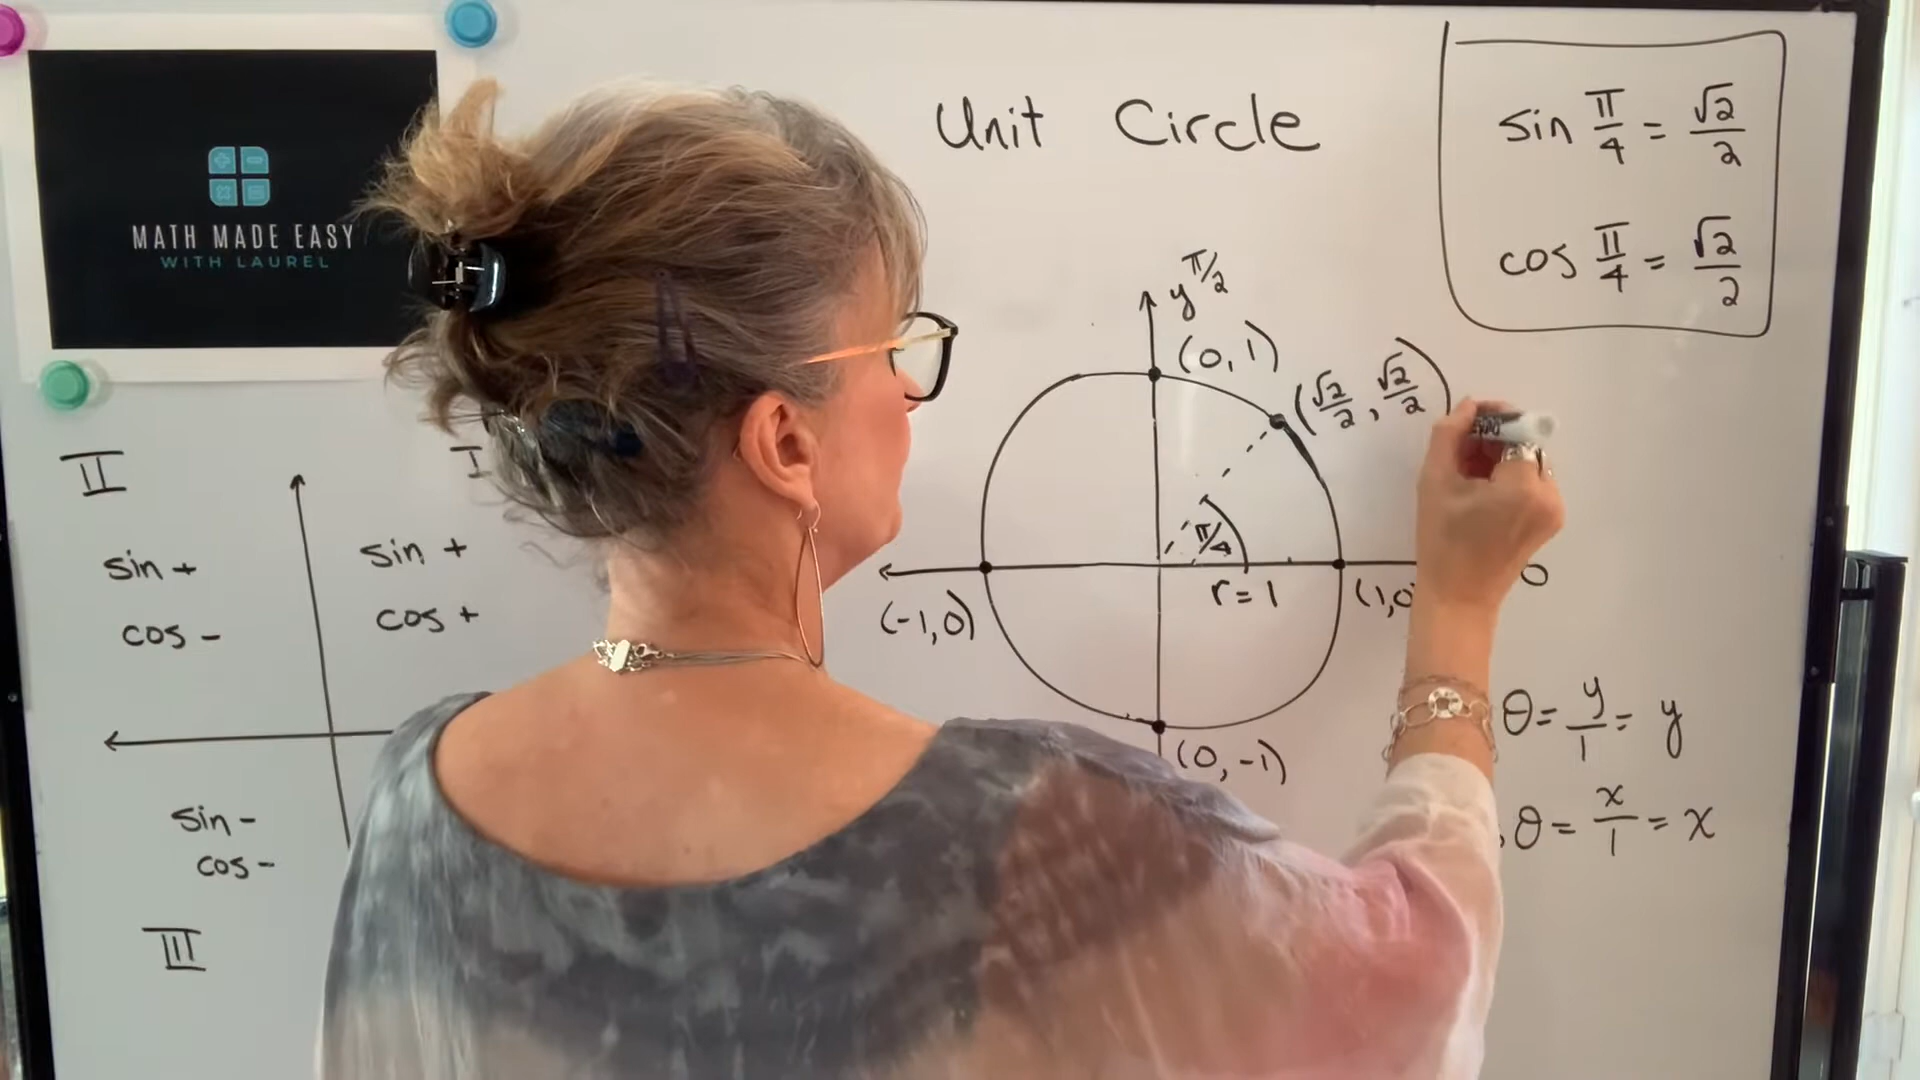 MATH MADE EASY
WITH LAUREL
Unit Circle
sin π/4 = √2/2
cos π/4 = √2/2
II
I
sin +
cos -
sin +
cos +
sin -
cos -
III
y π/2
(0, 1)
(√2/2, √2/2)
π/4
r = 1
(-1, 0)
(1, 0
0
(0, -1)
θ = y/1 = y
θ = x/1 = x